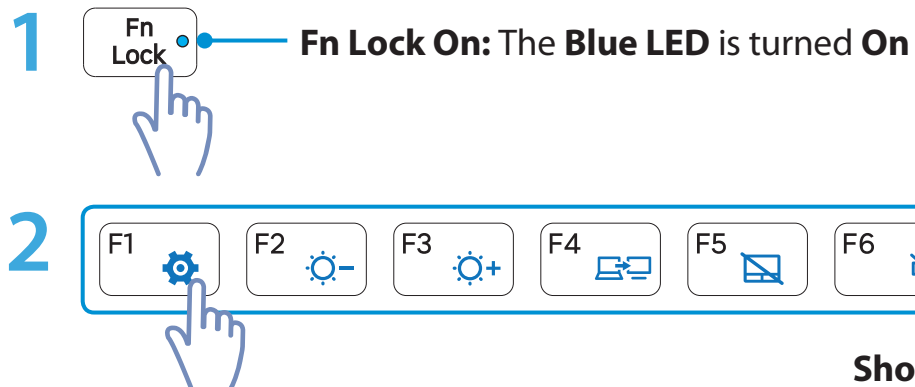 1
Fn
Lock
Fn Lock On: The Blue LED is turned On
2
F1 F2 F3 F4 F5 F6